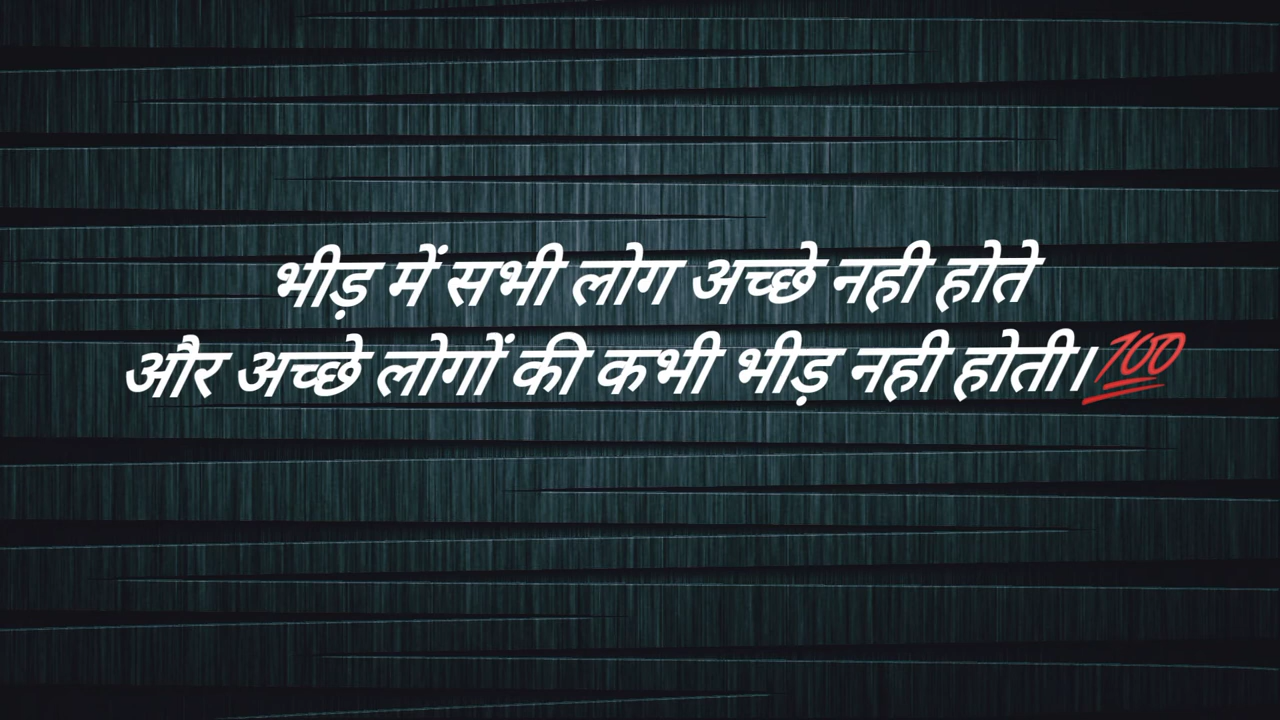 भीड़ में सभी लोग अच्छे नही होते
और अच्छे लोगों की कभी भीड़ नही होती।💯